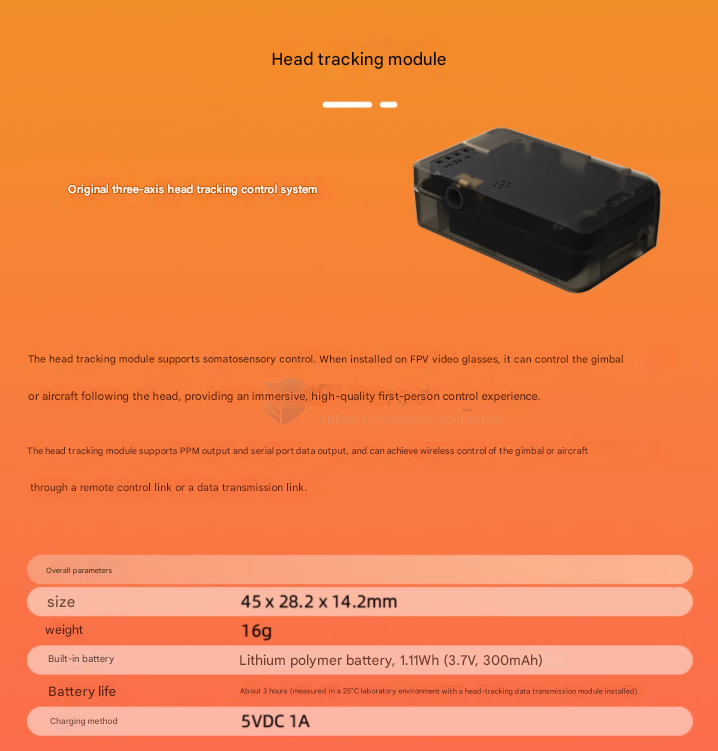 Head tracking module
Original three-axis head tracking control system
The head tracking module supports somatosensory control. When installed on FPV video glasses, it can control the gimbal
or aircraft following the head, providing an immersive, high-quality first-person control experience.
The head tracking module supports PPM output and serial port data output, and can achieve wireless control of the gimbal or aircraft
through a remote control link or a data transmission link.
Overall parameters
size 45 x 28.2 x 14.2mm
weight 16g
Built-in battery Lithium polymer battery, 1.11Wh (3.7V, 300mAh)
Battery life About 3 hours (measured in a 25°C laboratory environment with a head-tracking data transmission module installed)
Charging method 5VDC 1A